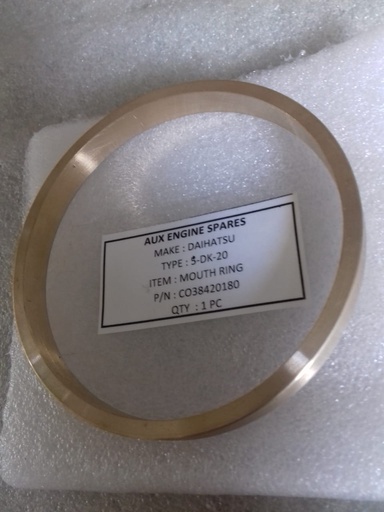 AUX ENGINE SPARES
MAKE : DAIHATSU
TYPE : 5-DK-20
ITEM : MOUTH RING
P/N : CO38420180
QTY : 1 PC